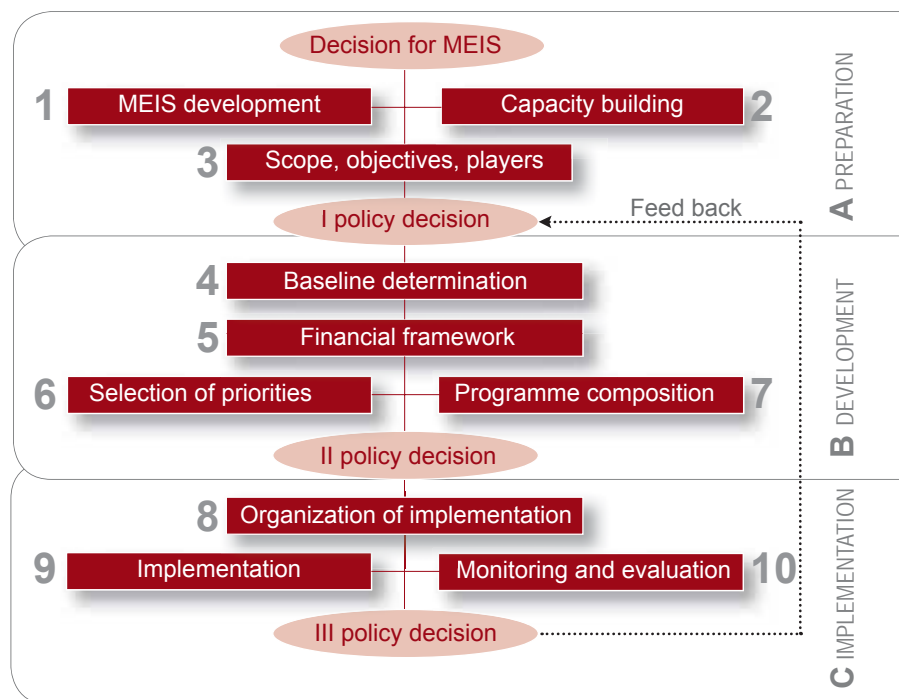 Decision for MEIS
1 MEIS development
Capacity building 2
3 Scope, objectives, players
I policy decision
Feed back
A PREPARATION
4 Baseline determination
5 Financial framework
6 Selection of priorities
Programme composition 7
II policy decision
B DEVELOPMENT
8 Organization of implementation
9 Implementation
Monitoring and evaluation 10
III policy decision
C IMPLEMENTATION